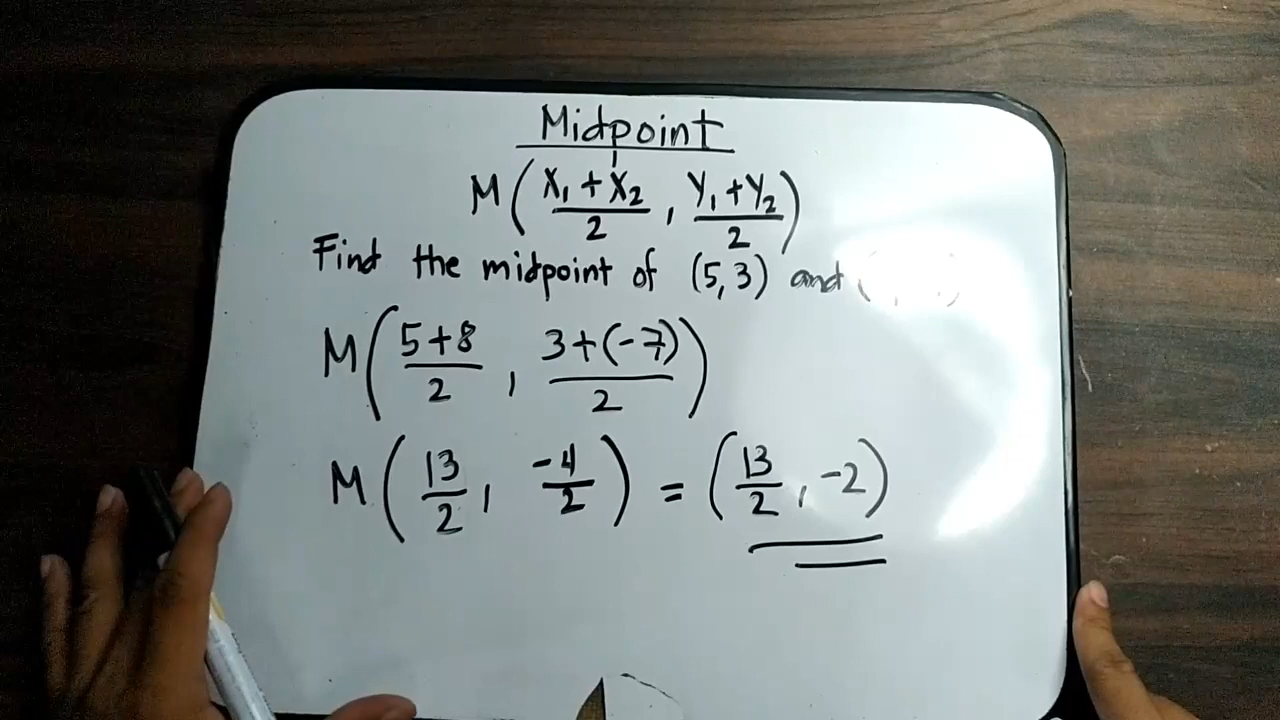 Midpoint
M(X₁ + X₂/2, Y₁ + Y₂/2)
Find the midpoint of (5, 3) and
M(5+8/2, 3+(-7)/2)
M(13/2, -4/2) = (13/2, -2)